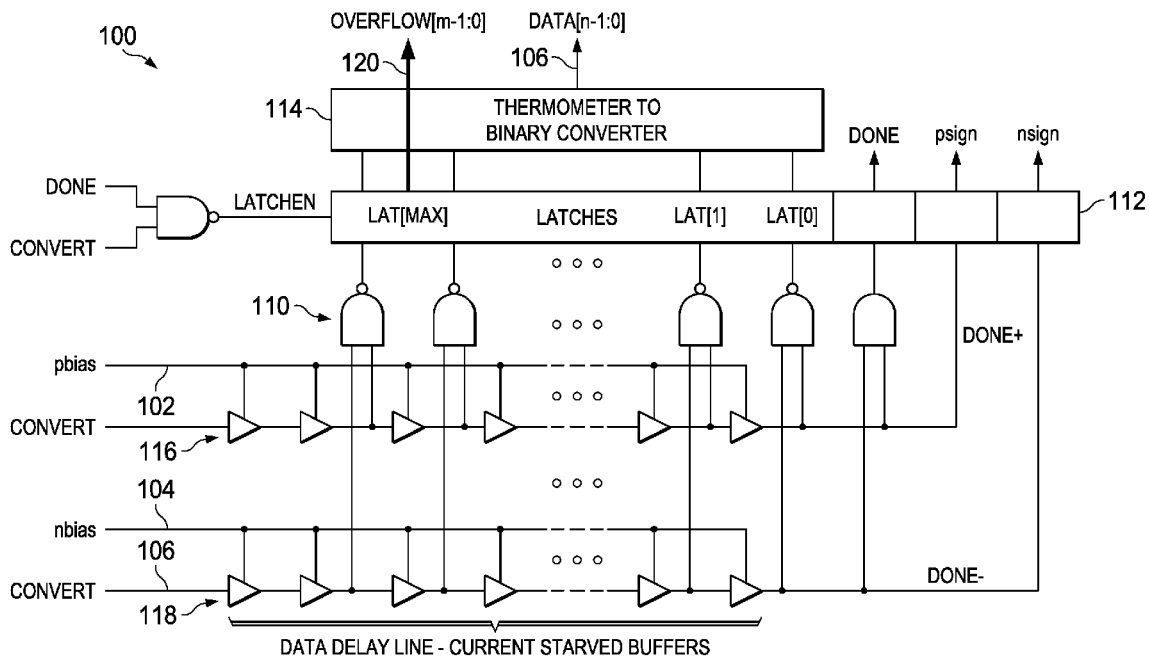 OVERFLOW[m-1:0] DATA[n-1:0]
100
120 106
114
THERMOMETER TO
BINARY CONVERTER
DONE psign nsign
DONE
LATCHEN
CONVERT
LAT[MAX] LATCHES LAT[1] LAT[0]
112
110
DONE+
pbias
102
CONVERT
116
104
nbias
106
CONVERT
118
DONE-
DATA DELAY LINE - CURRENT STARVED BUFFERS